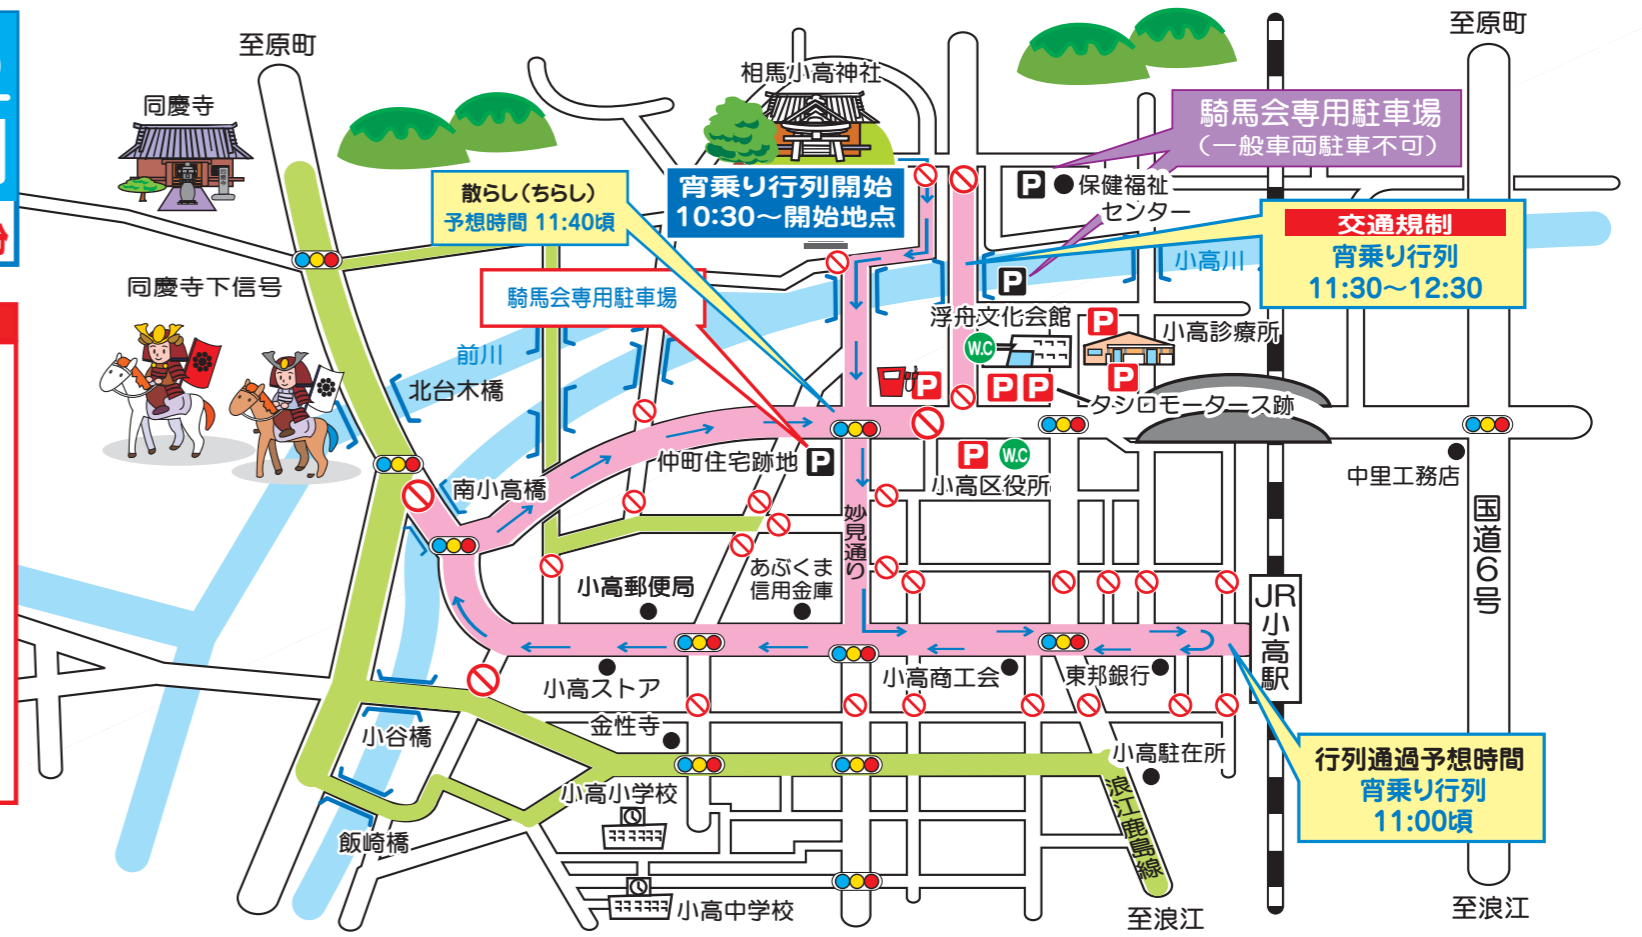 至原町
至原町
同慶寺
相馬小高神社
騎馬会専用駐車場
（一般車両駐車不可）
散らし（ちらし）
予想時間 11:40頃
宵乗り行列開始
10:30～開始地点
P
保健福祉
センター
交通規制
宵乗り行列
11:30～12:30
小高川
同慶寺下信号
騎馬会専用駐車場
P
浮舟文化会館
P
小高診療所
前川
北台木橋
W.C
P
P
P
P
タシロモータース跡
仲町住宅跡地
P
P
W.C
小高区役所
中里工務店
南小高橋
妙見通り
国道6号
あぶくま
信用金庫
小高郵便局
JR小高駅
小高ストア
小高商工会
東邦銀行
金性寺
小谷橋
小高駐在所
行列通過予想時間
宵乗り行列
11:00頃
小高小学校
飯崎橋
浪江鹿島線
小高中学校
至浪江
至浪江